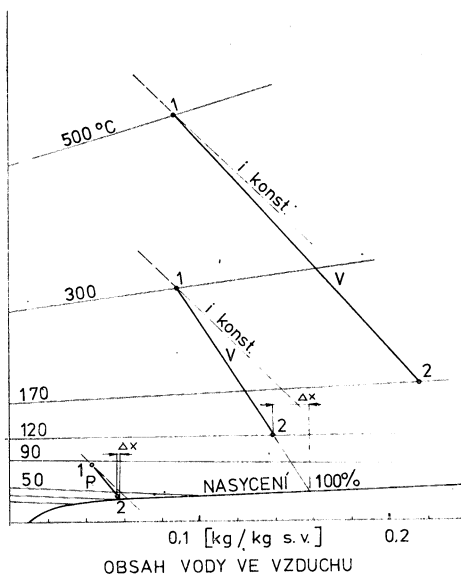 1
500 °C
i konst.
1
300
V
i konst.
V
2
170
Δx
120
2
Δx
90
1
P
50
NASYCENÍ 100%
2
0,1 [kg/kg s.v.] 0,2
OBSAH VODY VE VZDUCHU